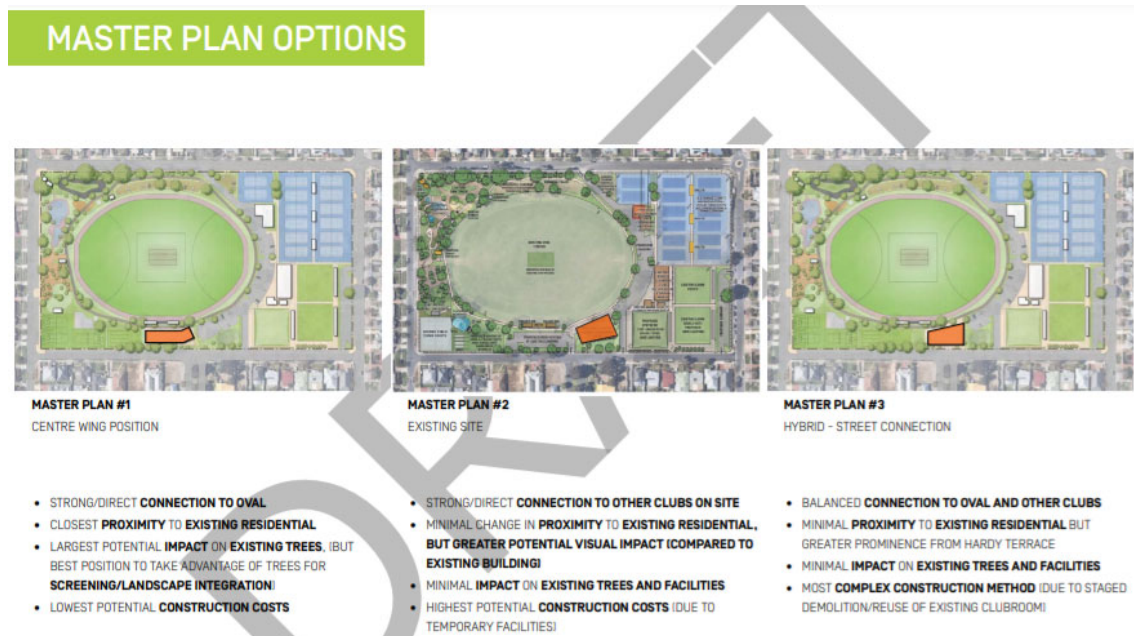 MASTER PLAN OPTIONS
MASTER PLAN #1
CENTRE WING POSITION
• STRONG/DIRECT CONNECTION TO OVAL
• CLOSEST PROXIMITY TO EXISTING RESIDENTIAL
• LARGEST POTENTIAL IMPACT ON EXISTING TREES, (BUT
BEST POSITION TO TAKE ADVANTAGE OF TREES FOR
SCREENING/LANDSCAPE INTEGRATION)
• LOWEST POTENTIAL CONSTRUCTION COSTS
MASTER PLAN #2
EXISTING SITE
• STRONG/DIRECT CONNECTION TO OTHER CLUBS ON SITE
• MINIMAL CHANGE IN PROXIMITY TO EXISTING RESIDENTIAL,
BUT GREATER POTENTIAL VISUAL IMPACT (COMPARED TO
EXISTING BUILDING)
• MINIMAL IMPACT ON EXISTING TREES AND FACILITIES
• HIGHEST POTENTIAL CONSTRUCTION COSTS (DUE TO
TEMPORARY FACILITIES)
MASTER PLAN #3
HYBRID - STREET CONNECTION
• BALANCED CONNECTION TO OVAL AND OTHER CLUBS
• MINIMAL PROXIMITY TO EXISTING RESIDENTIAL BUT
GREATER PROMINENCE FROM HARDY TERRACE
• MINIMAL IMPACT ON EXISTING TREES AND FACILITIES
• MOST COMPLEX CONSTRUCTION METHOD (DUE TO STAGED
DEMOLITION/REUSE OF EXISTING CLUBROOM)
DRAFT